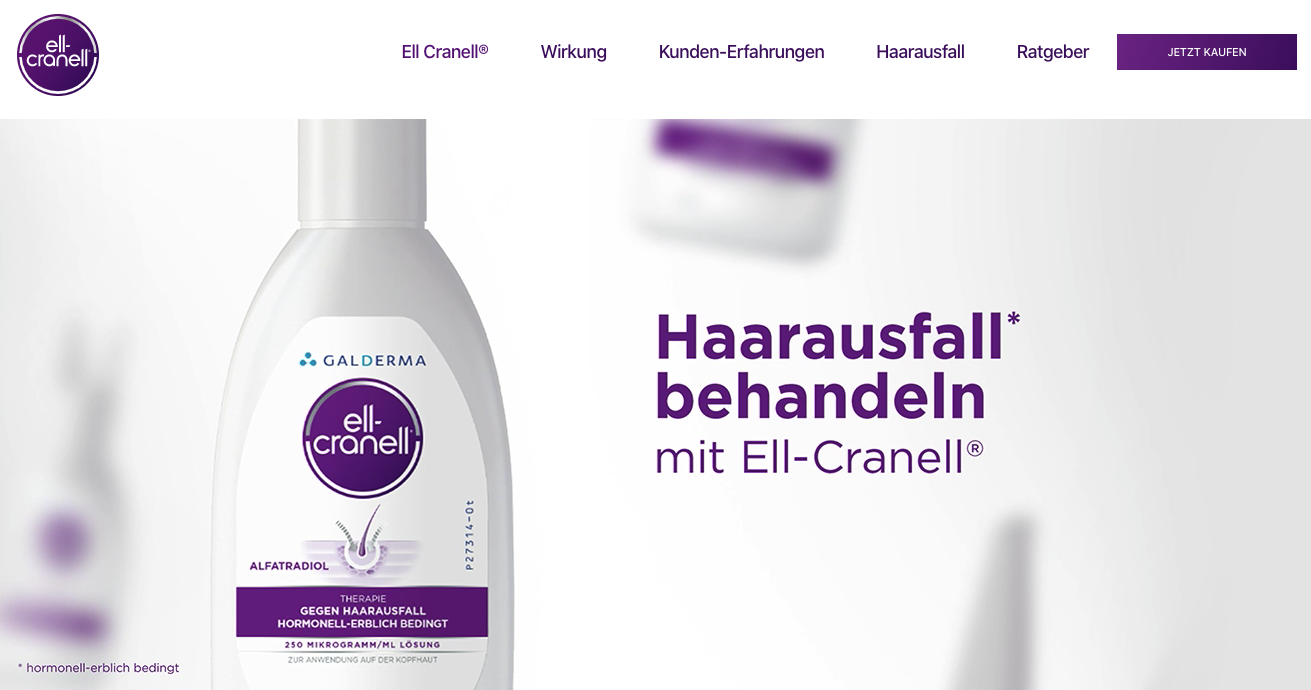 ell-
cranell®
Ell Cranell®
Wirkung
Kunden-Erfahrungen
Haarausfall
Ratgeber
JETZT KAUFEN
GALDERMA
ell-
cranell®
P27314-0t
ALFATRADIOL
THERAPIE
GEGEN HAARAUSFALL
HORMONELL-ERBLICH BEDINGT
250 MIKROGRAMM/ML LÖSUNG
ZUR ANWENDUNG AUF DER KOPFHAUT
Haarausfall*
behandeln
mit Ell-Cranell®
* hormonell-erblich bedingt